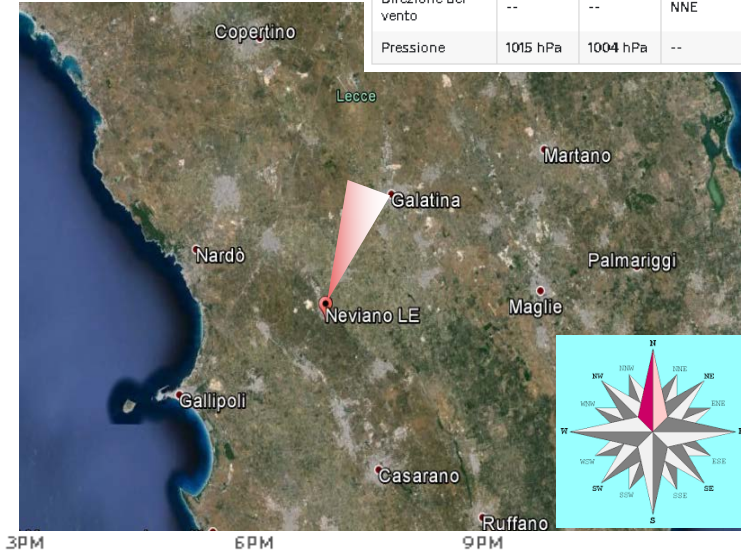 Direzione del
vento -- -- NNE
Pressione 1015 hPa 1004 hPa --
Copertino
Lecce
Martano
Galatina
Nardò
Palmariggi
Maglie
Neviano LE
Gallipoli
Casarano
Ruffano
N
NNW NNE
NW NE
WNW ENE
W E
WSW ESE
SW SE
SSW SSE
S
3PM 6PM 9PM